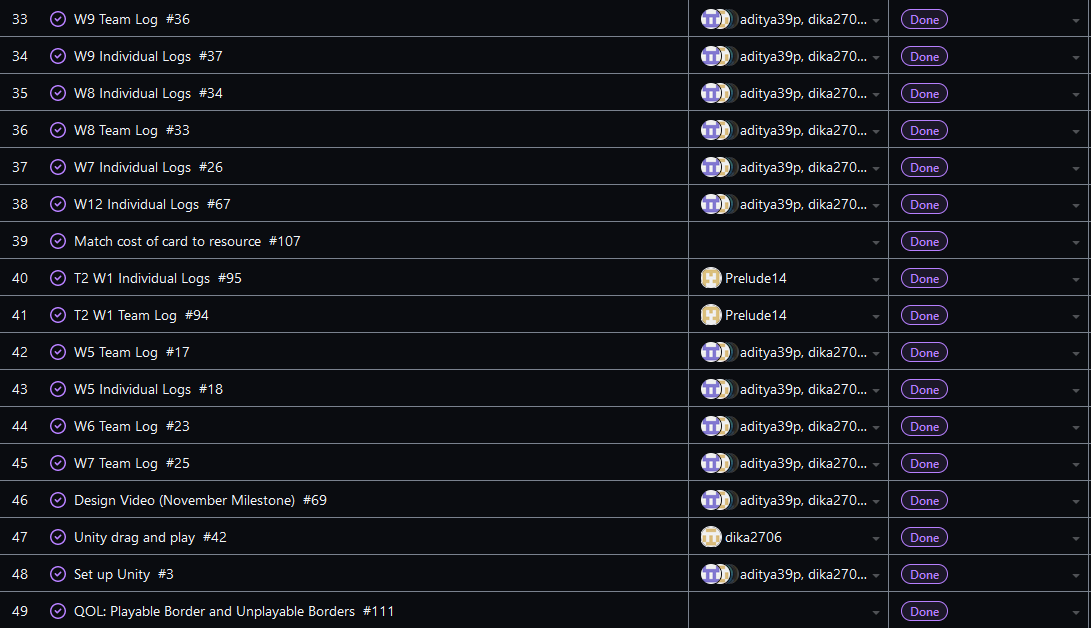 33 W9 Team Log #36 aditya39p, dika270... Done
34 W9 Individual Logs #37 aditya39p, dika270... Done
35 W8 Individual Logs #34 aditya39p, dika270... Done
36 W8 Team Log #33 aditya39p, dika270... Done
37 W7 Individual Logs #26 aditya39p, dika270... Done
38 W12 Individual Logs #67 aditya39p, dika270... Done
39 Match cost of card to resource #107 Done
40 T2 W1 Individual Logs #95 Prelude14 Done
41 T2 W1 Team Log #94 Prelude14 Done
42 W5 Team Log #17 aditya39p, dika270... Done
43 W5 Individual Logs #18 aditya39p, dika270... Done
44 W6 Team Log #23 aditya39p, dika270... Done
45 W7 Team Log #25 aditya39p, dika270... Done
46 Design Video (November Milestone) #69 aditya39p, dika270... Done
47 Unity drag and play #42 dika2706 Done
48 Set up Unity #3 aditya39p, dika270... Done
49 QOL: Playable Border and Unplayable Borders #111 Done